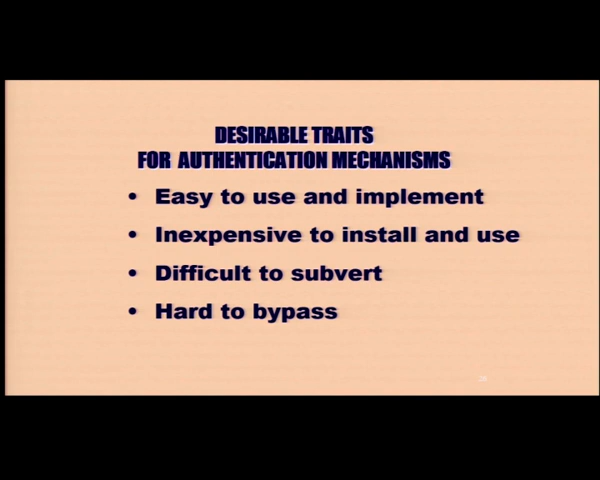 DESIRABLE TRAITS
FOR AUTHENTICATION MECHANISMS
• Easy to use and implement
• Inexpensive to install and use
• Difficult to subvert
• Hard to bypass